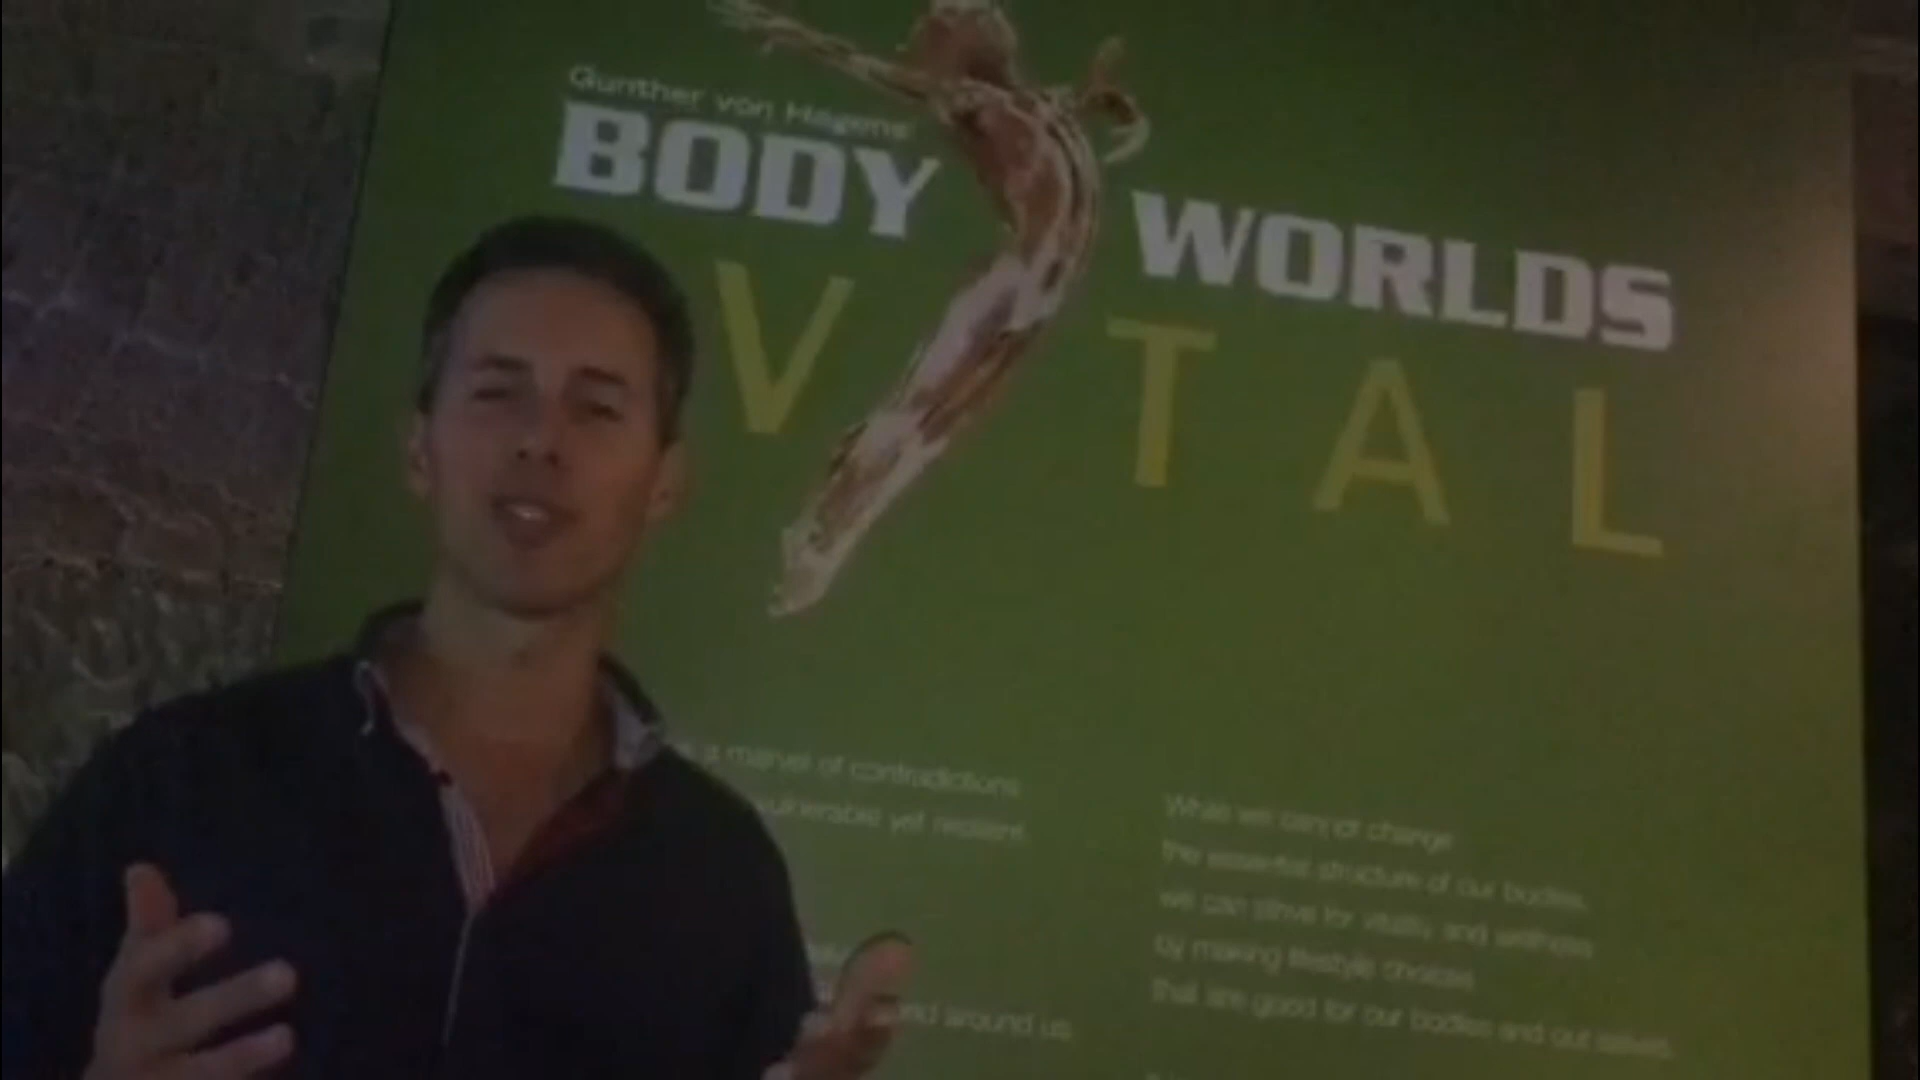 Gunther von Hagens'
BODY WORLDS
V TAL
a marvel of contradictions
vulnerable yet resilient
and around us
While we cannot change
the essential structure of our bodies,
we can strive for vitality and wellness
by making lifestyle choices
that are good for our bodies and our selves.